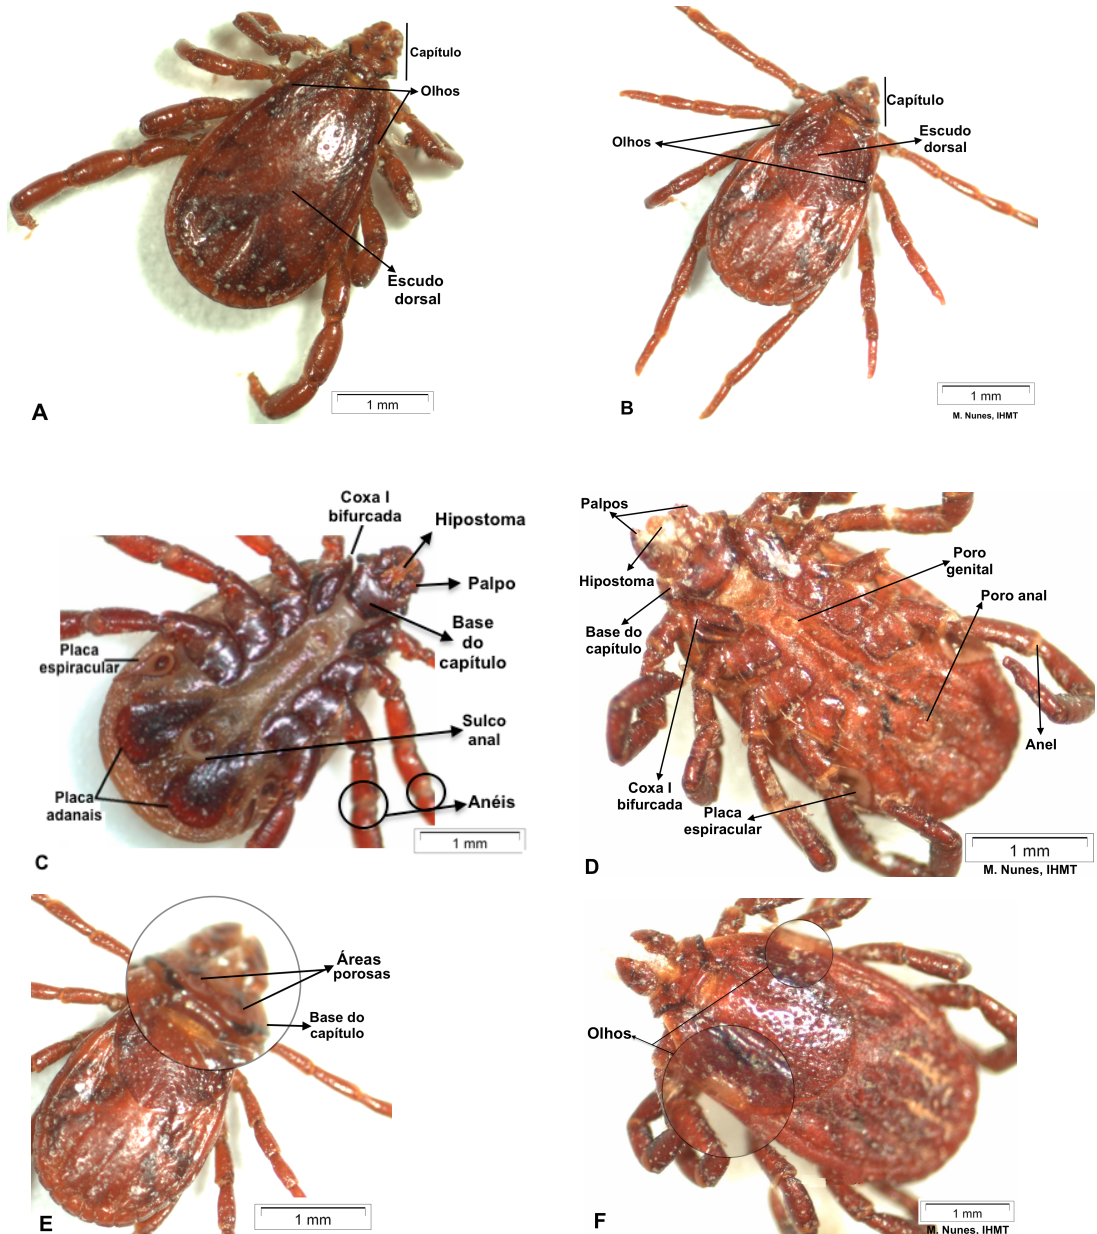 Capítulo
Olhos
Escudo
dorsal
1 mm
A
Capítulo
Escudo
dorsal
Olhos
1 mm
B
M. Nunes, IHMT
Coxa I
bifurcada
Hipostoma
Palpo
Base
do
capítulo
Placa
espiracular
Sulco
anal
Placa
adanais
Anéis
1 mm
C
Palpos
Hipostoma
Base do
capítulo
Poro
genital
Poro anal
Anel
Coxa I
bifurcada
Placa
espiracular
1 mm
D
M. Nunes, IHMT
Áreas
porosas
Base do
capítulo
1 mm
E
Olhos
1 mm
F
M. Nunes, IHMT